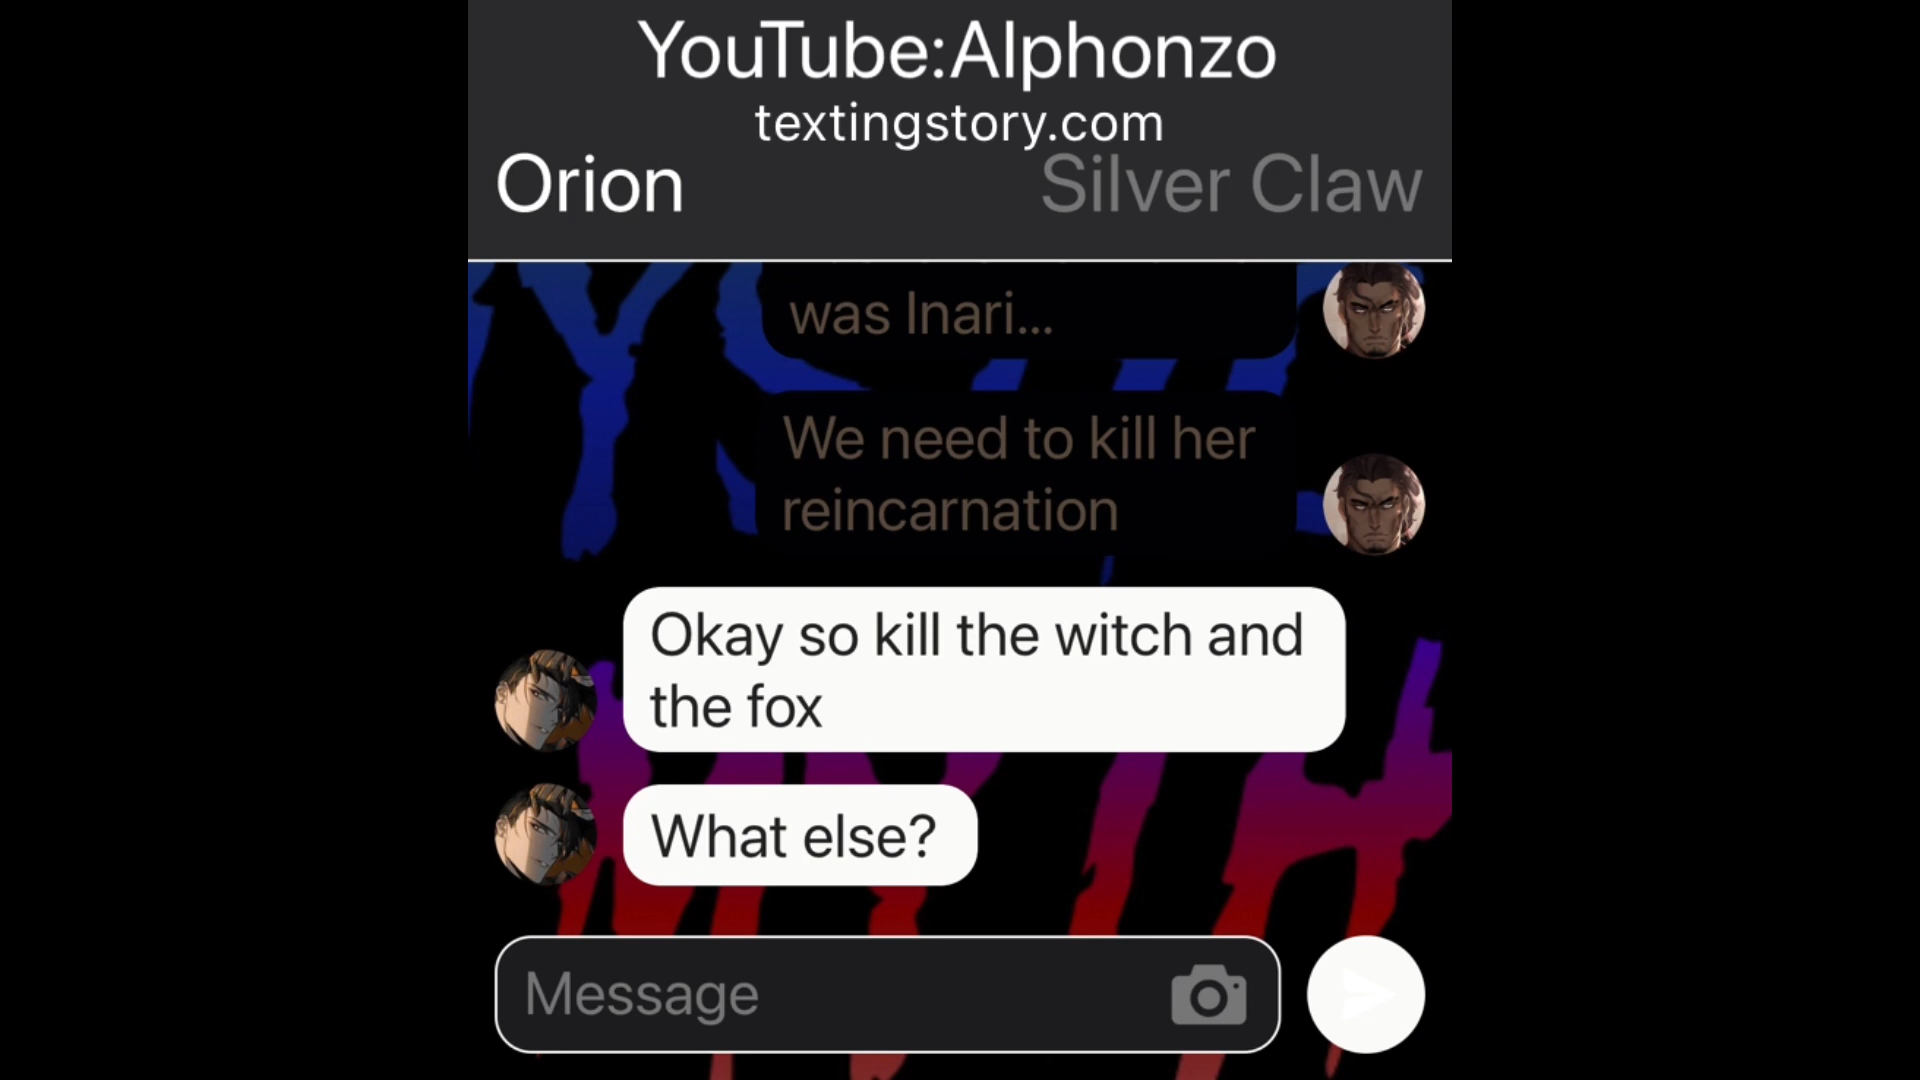 YouTube:Alphonzo
textingstory.com
Orion
Silver Claw
was Inari...
We need to kill her
reincarnation
Okay so kill the witch and
the fox
What else?
Message